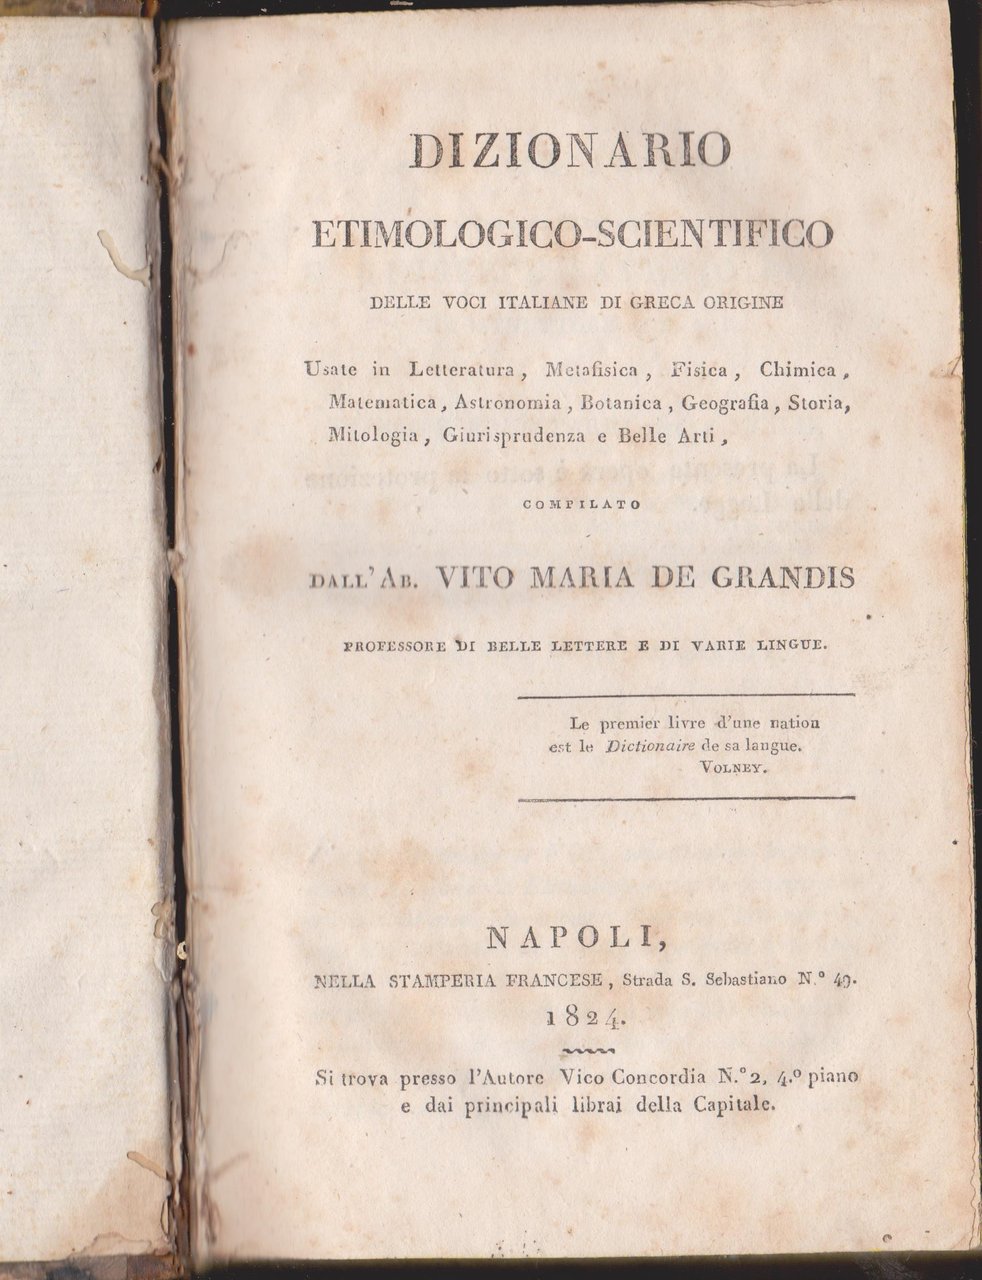 DIZIONARIO
ETIMOLOGICO-SCIENTIFICO
DELLE VOCI ITALIANE DI GRECA ORIGINE
Usate in Letteratura, Metafisica, Fisica, Chimica,
Matematica, Astronomia, Botanica, Geografia, Storia,
Mitologia, Giurisprudenza e Belle Arti,
COMPILATO
DALL'AB. VITO MARIA DE GRANDIS
PROFESSORE DI BELLE LETTERE E DI VARIE LINGUE.
Le premier livre d'une nation
est le Dictionaire de sa langue.
VOLNEY.
NAPOLI,
NELLA STAMPERIA FRANCESE, Strada S. Sebastiano N.° 49.
1824.
Si trova presso l'Autore Vico Concordia N.° 2, 4.° piano
e dai principali librai della Capitale.